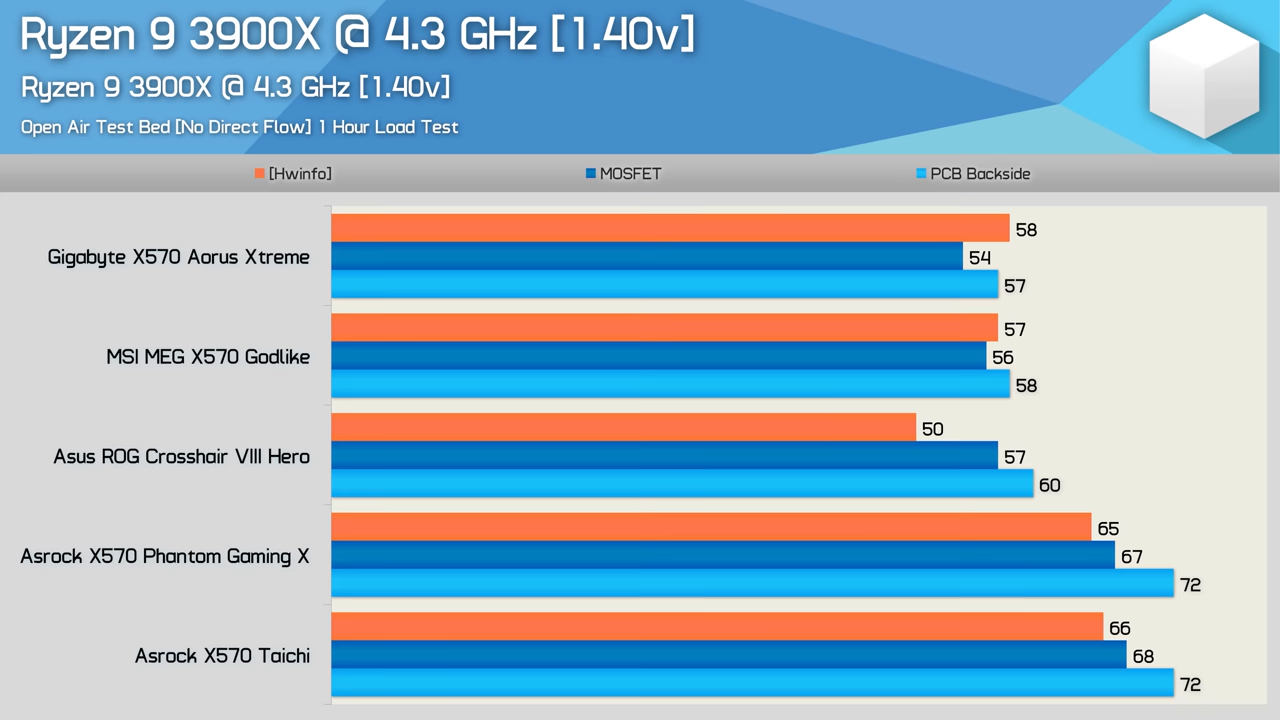 Ryzen 9 3900X @ 4.3 GHz [1.40v]
Ryzen 9 3900X @ 4.3 GHz [1.40v]
Open Air Test Bed [No Direct Flow] 1 Hour Load Test
[Hwinfo] MOSFET PCB Backside
Gigabyte X570 Aorus Xtreme
58
54
57
MSI MEG X570 Godlike
57
56
58
Asus ROG Crosshair VIII Hero
50
57
60
Asrock X570 Phantom Gaming X
65
67
72
Asrock X570 Taichi
66
68
72